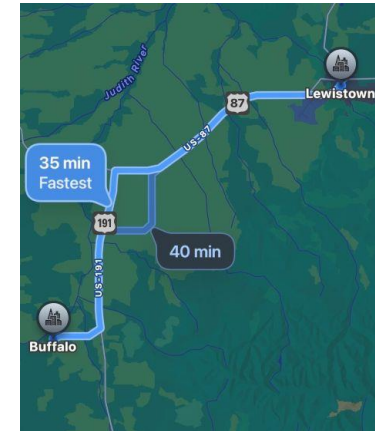 Judith River
87
Lewistown
US-87
35 min
Fastest
191
40 min
US-191
Buffalo